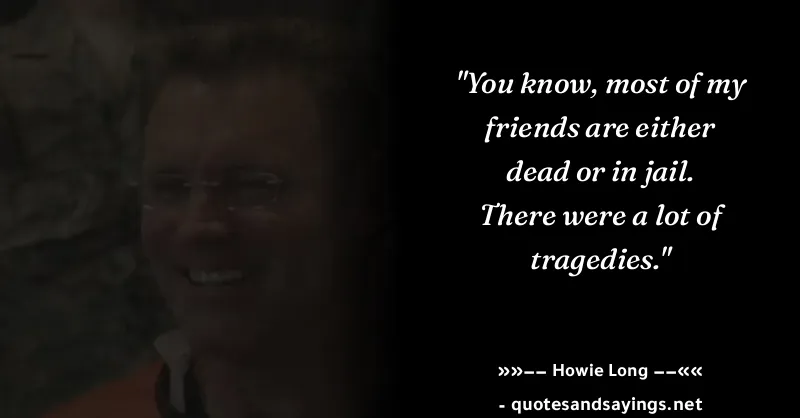 "You know, most of my
friends are either
dead or in jail.
There were a lot of
tragedies."
»»–– Howie Long ––««
- quotesandsayings.net